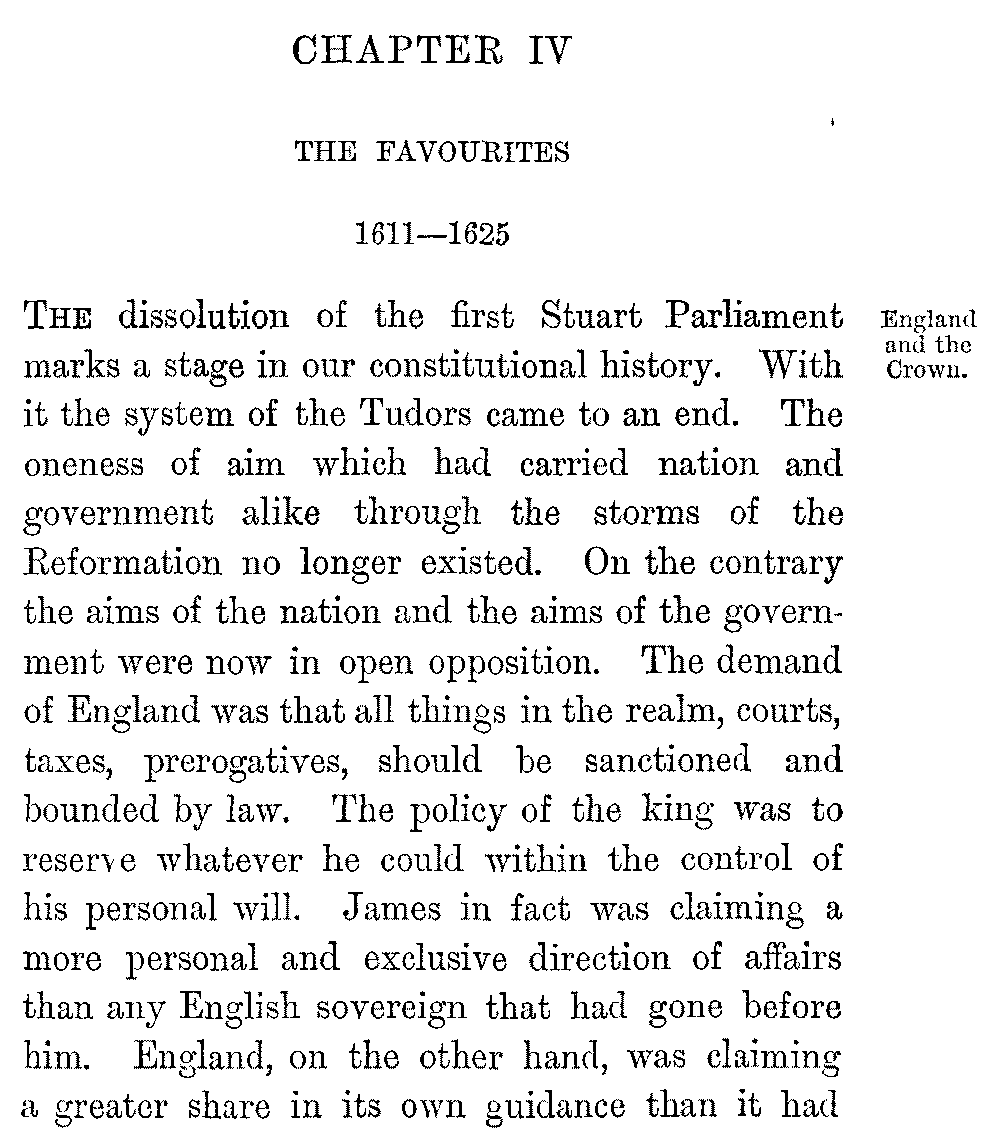 CHAPTER IV
THE FAVOURITES
1611—1625
THE dissolution of the first Stuart Parliament
marks a stage in our constitutional history. With
it the system of the Tudors came to an end. The
oneness of aim which had carried nation and
government alike through the storms of the
Reformation no longer existed. On the contrary
the aims of the nation and the aims of the govern-
ment were now in open opposition. The demand
of England was that all things in the realm, courts,
taxes, prerogatives, should be sanctioned and
bounded by law. The policy of the king was to
reserve whatever he could within the control of
his personal will. James in fact was claiming a
more personal and exclusive direction of affairs
than any English sovereign that had gone before
him. England, on the other hand, was claiming
a greater share in its own guidance than it had
England
and the
Crown.